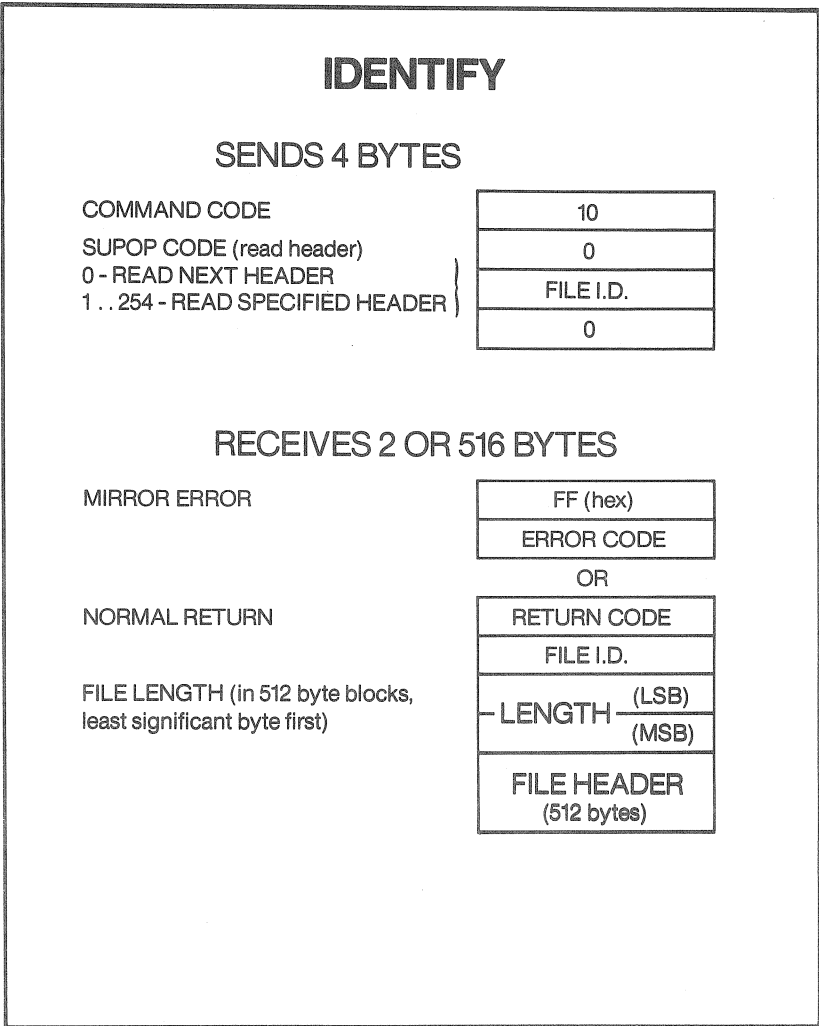 IDENTIFY
SENDS 4 BYTES
COMMAND CODE
10
SUPOP CODE (read header)
0
0 - READ NEXT HEADER
1 . . 254 - READ SPECIFIED HEADER
FILE I.D.
0
RECEIVES 2 OR 516 BYTES
MIRROR ERROR
FF (hex)
ERROR CODE
OR
NORMAL RETURN
RETURN CODE
FILE I.D.
FILE LENGTH (in 512 byte blocks,
least significant byte first)
LENGTH
(LSB)
(MSB)
FILE HEADER
(512 bytes)